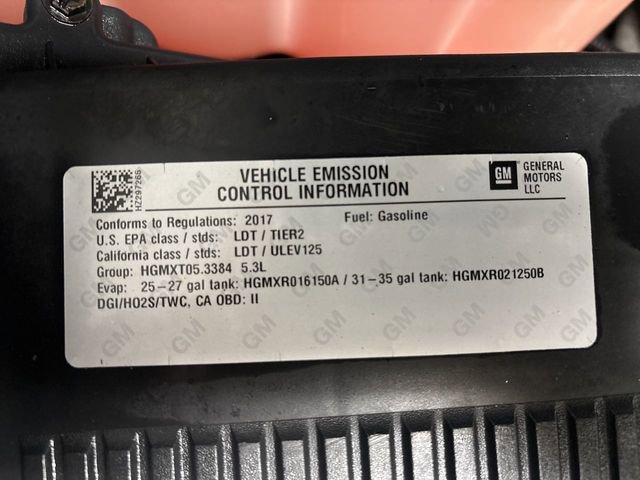 VEHICLE EMISSION
CONTROL INFORMATION
GM
GENERAL
MOTORS
LLC
HZ297266
Conforms to Regulations: 2017 Fuel: Gasoline
U.S. EPA class / stds: LDT / TIER2
California class / stds: LDT / ULEV125
Group: HGMXT05.3384 5.3L
Evap: 25-27 gal tank: HGMXR016150A / 31-35 gal tank: HGMXR021250B
DGI/HO2S/TWC, CA OBD: II